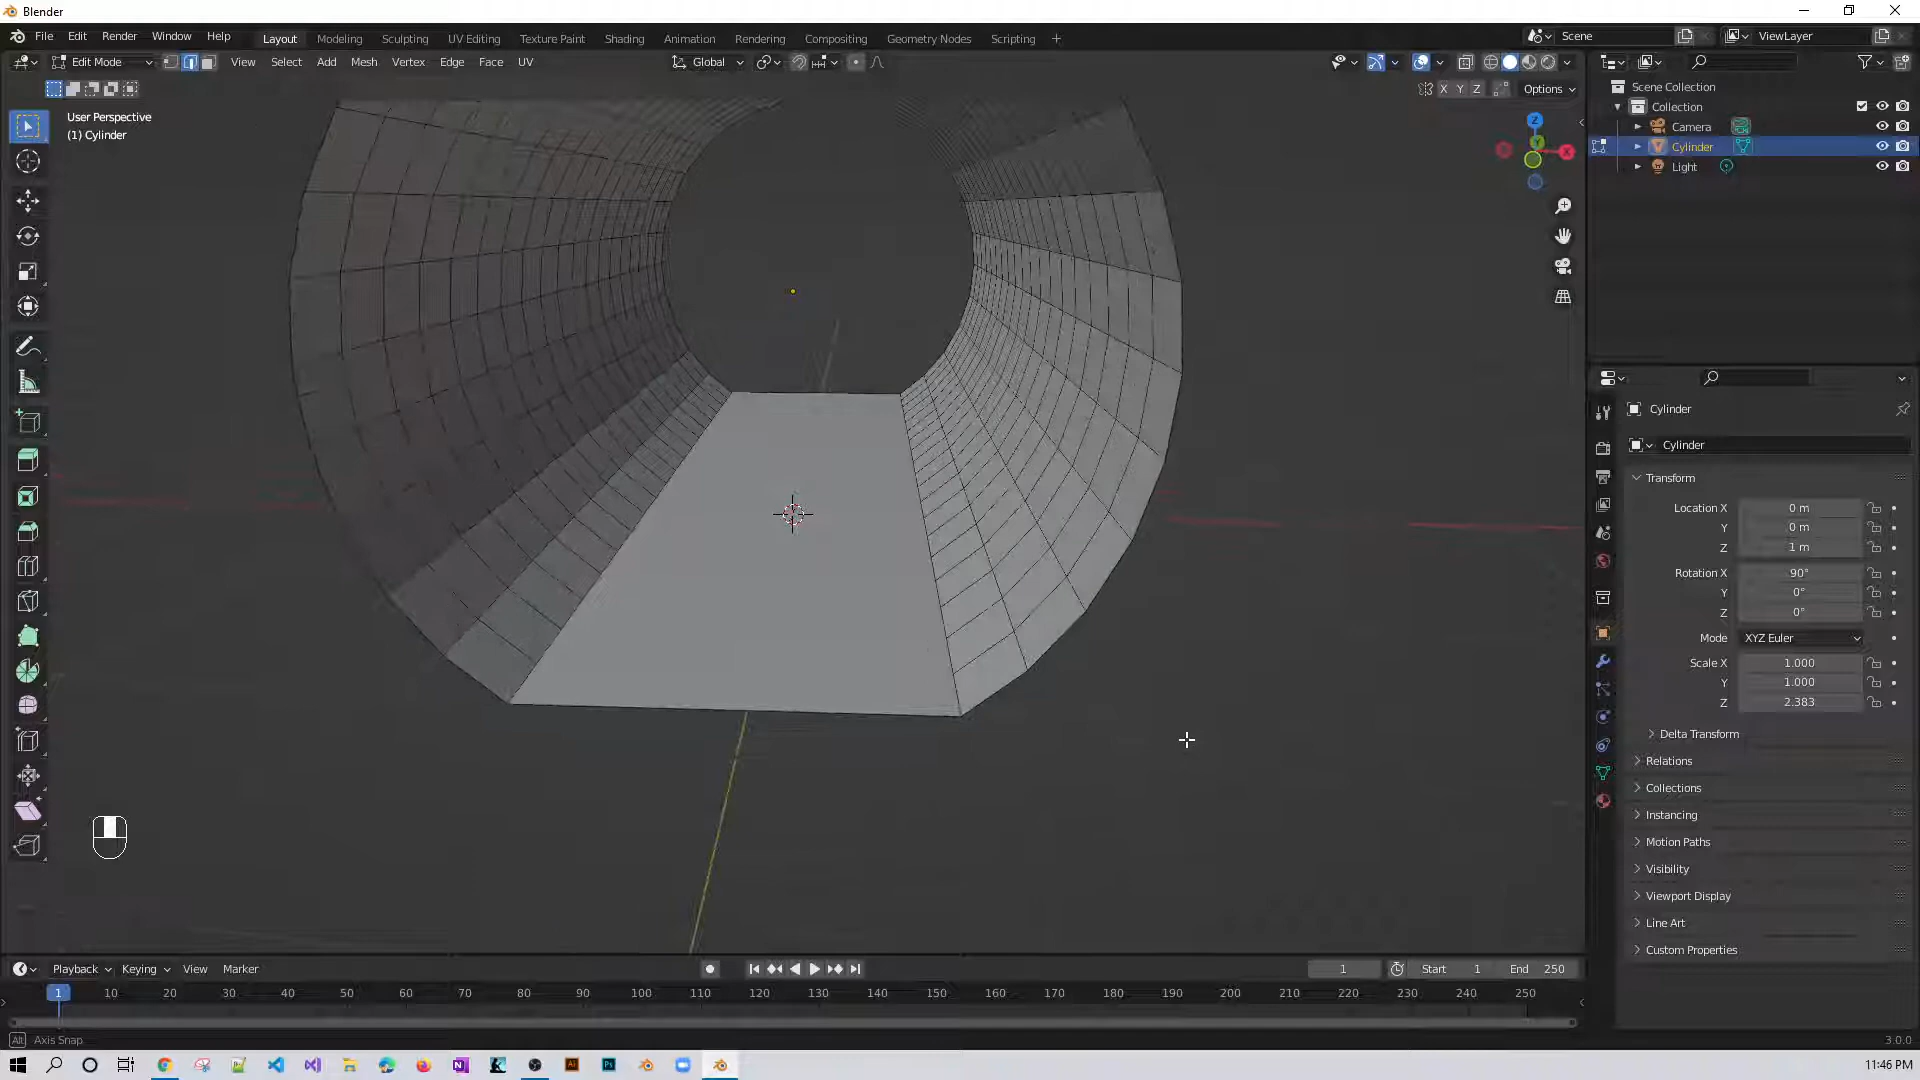 Blender
File Edit Render Window Help Layout Modeling Sculpting UV Editing Texture Paint Shading Animation Rendering Compositing Geometry Nodes Scripting + Scene ViewLayer
Edit Mode View Select Add Mesh Vertex Edge Face UV Global
X Y Z Options
User Perspective
(1) Cylinder
Z
Y
X
Scene Collection
Collection
Camera
Cylinder
Light
Cylinder
Cylinder
Transform
Location X 0 m
Y 0 m
Z 1 m
Rotation X 90°
Y 0°
Z 0°
Mode XYZ Euler
Scale X 1.000
Y 1.000
Z 2.383
Delta Transform
Relations
Collections
Instancing
Motion Paths
Visibility
Viewport Display
Line Art
Custom Properties
Playback Keying View Marker 1 Start 1 End 250
1 10 20 30 40 50 60 70 80 90 100 110 120 130 140 150 160 170 180 190 200 210 220 230 240 250
Alt Axis Snap 3.0.0
11:46 PM